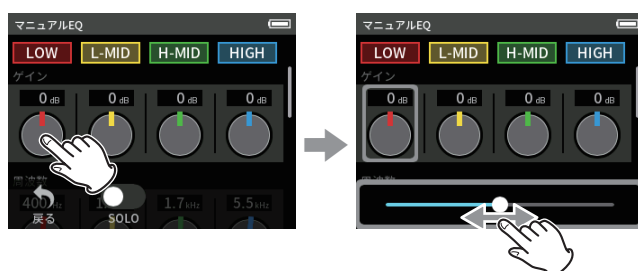 マニュアルEQ
LOW L-MID H-MID HIGH
ゲイン
0 dB 0 dB 0 dB 0 dB
周波数
400 Hz 1. 1.7 kHz 5.5 kHz
戻る SOLO
マニュアルEQ
LOW L-MID H-MID HIGH
ゲイン
0 dB 0 dB 0 dB 0 dB